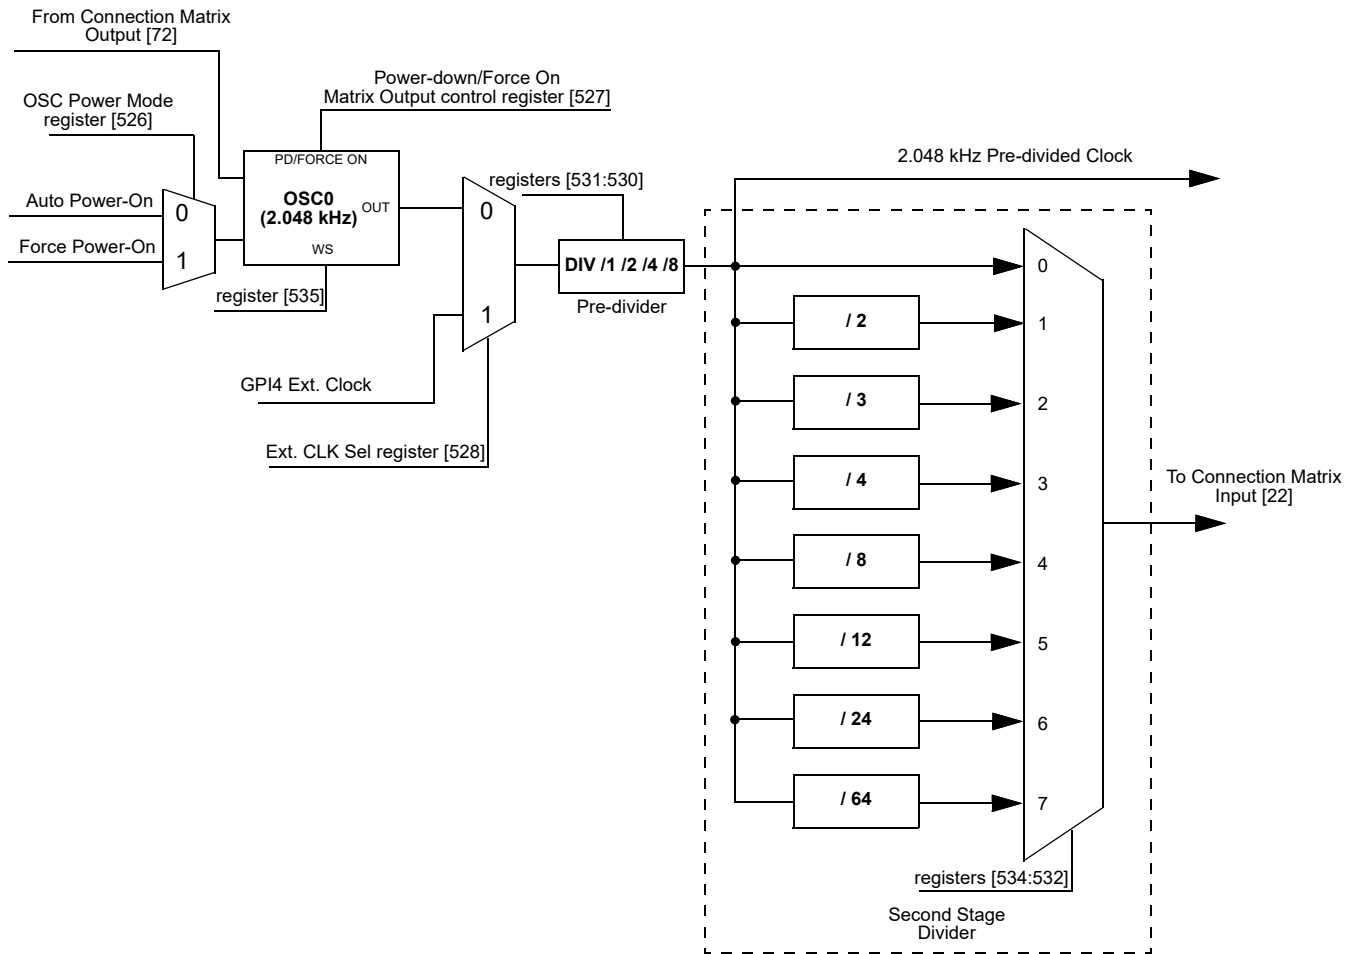 From Connection Matrix
Output [72]
Power-down/Force On
Matrix Output control register [527]
OSC Power Mode
register [526]
PD/FORCE ON
OSC0
(2.048 kHz)
OUT
WS
Auto Power-On
Force Power-On
0
1
register [535]
0
1
GPI4 Ext. Clock
Ext. CLK Sel register [528]
registers [531:530]
DIV /1 /2 /4 /8
Pre-divider
2.048 kHz Pre-divided Clock
0
/ 2
1
/ 3
2
/ 4
3
/ 8
4
/ 12
5
/ 24
6
/ 64
7
registers [534:532]
Second Stage
Divider
To Connection Matrix
Input [22]